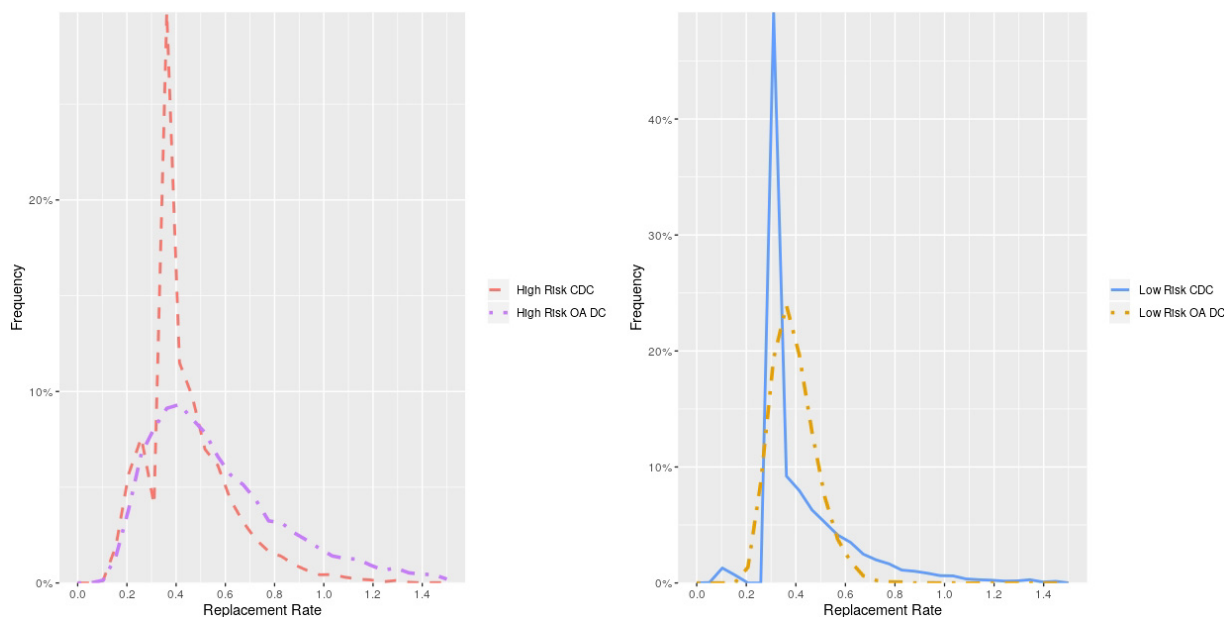 20%
10%
0%
Frequency
0.0 0.2 0.4 0.6 0.8 1.0 1.2 1.4
Replacement Rate
High Risk CDC
High Risk OA DC
40%
30%
20%
10%
0%
Frequency
0.0 0.2 0.4 0.6 0.8 1.0 1.2 1.4
Replacement Rate
Low Risk CDC
Low Risk OA DC